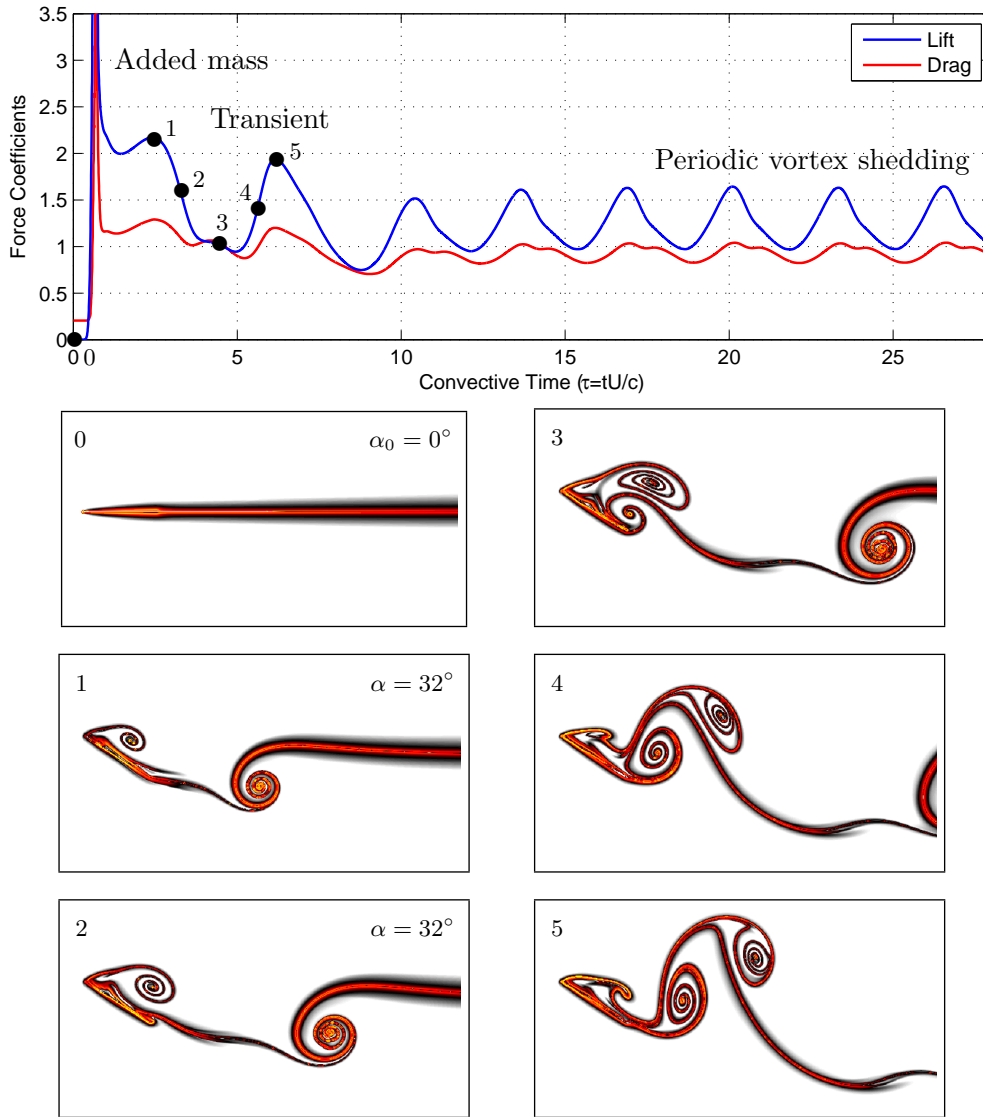 3.5
3
2.5
2
1.5
1
0.5
0
Force Coefficients
Added mass
Transient
Periodic vortex shedding
Lift
Drag
1
2
3
4
5
0 0 5 10 15 20 25
Convective Time (τ=tU/c)
0 α₀ = 0°
3
1 α = 32°
4
2 α = 32°
5